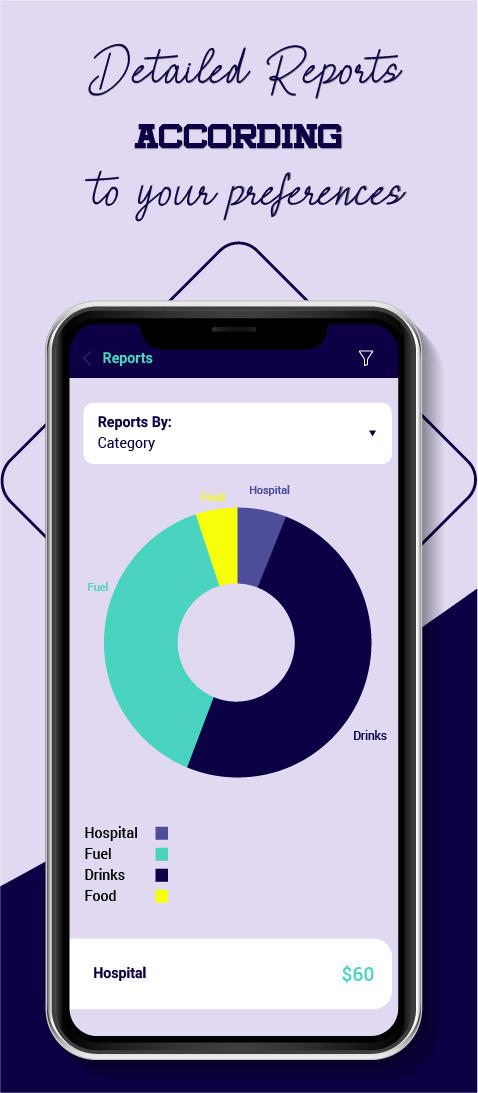 Detailed Reports
ACCORDING
to your preferences
Reports
Reports By:
Category
Hospital
Food
Fuel
Drinks
Hospital
Fuel
Drinks
Food
Hospital $60